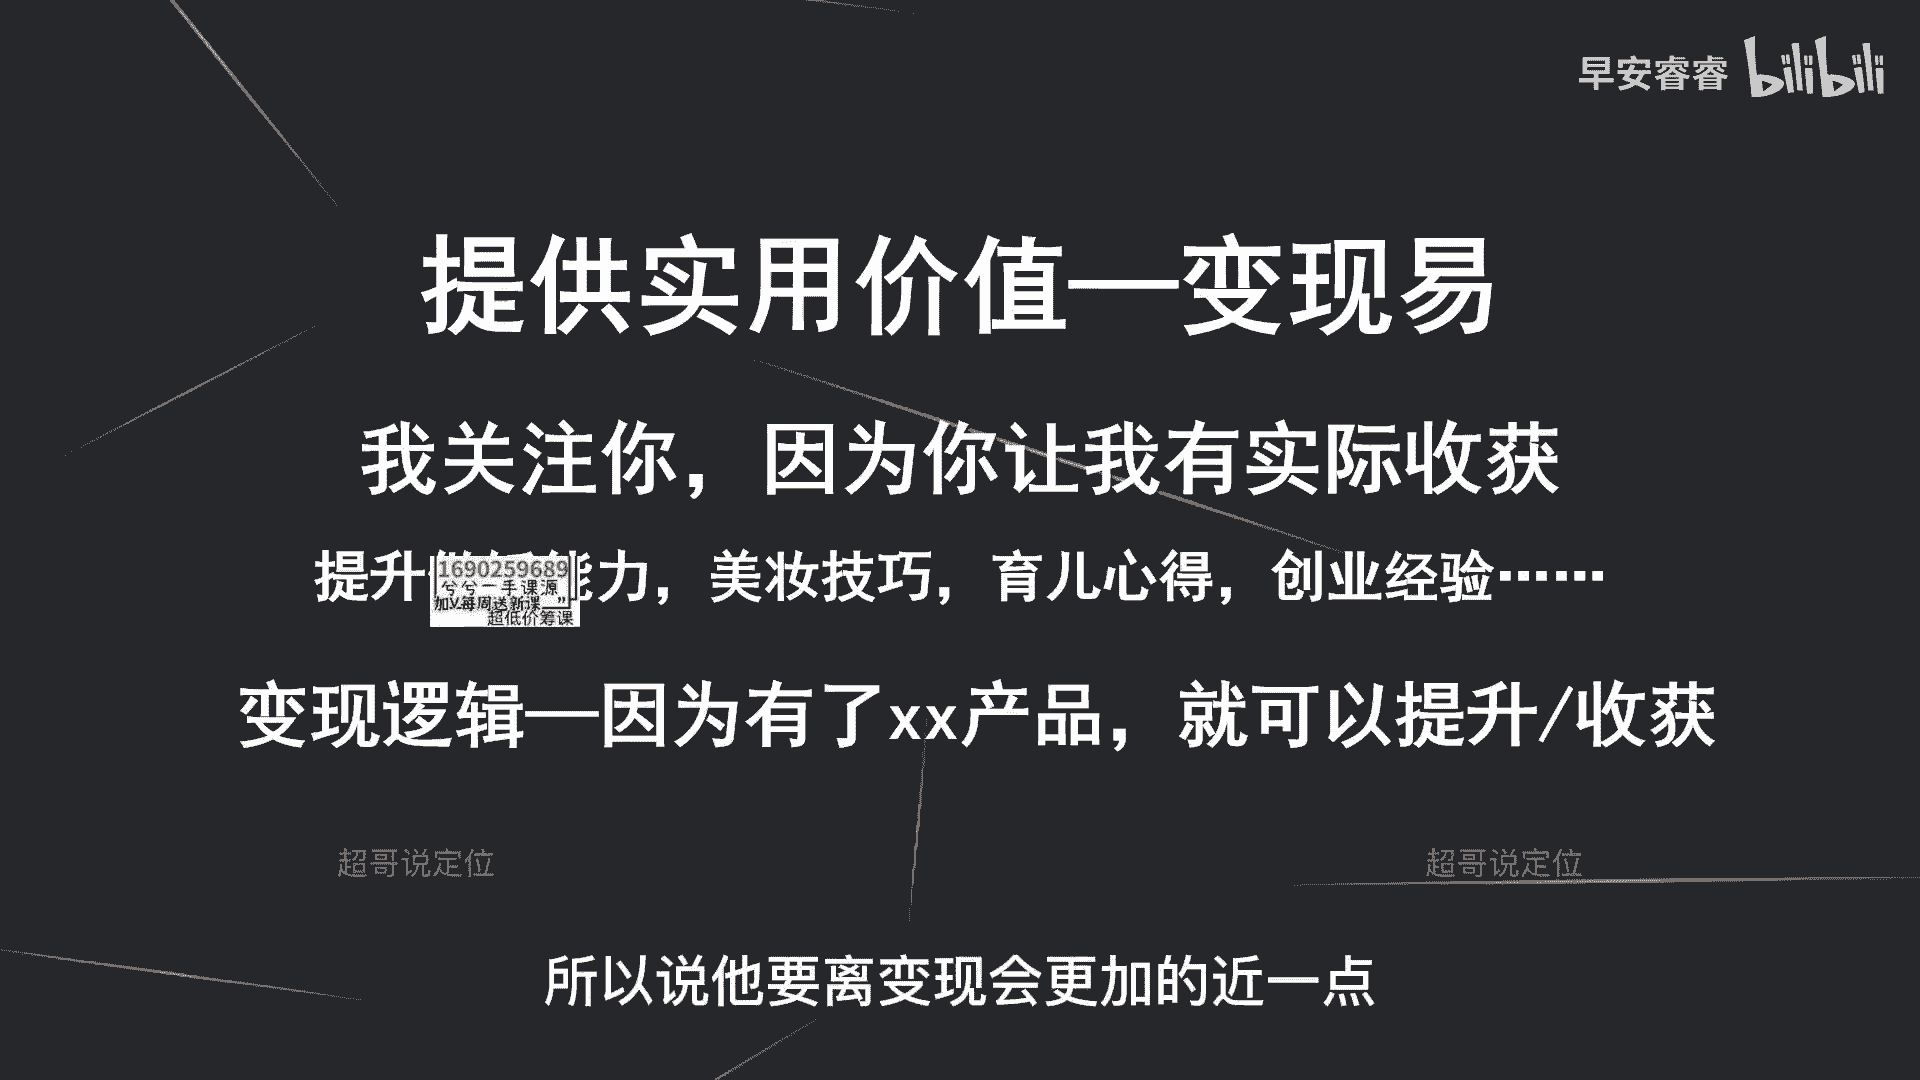 早安睿睿 bilibili
提供实用价值—变现易
我关注你，因为你让我有实际收获
提升 能力，美妆技巧，育儿心得，创业经验……
1690259689
兮兮一手课源
加V每周送新课
超低价筹课
变现逻辑—因为有了xx产品，就可以提升/收获
超哥说定位
超哥说定位
所以说他要离变现会更加的近一点